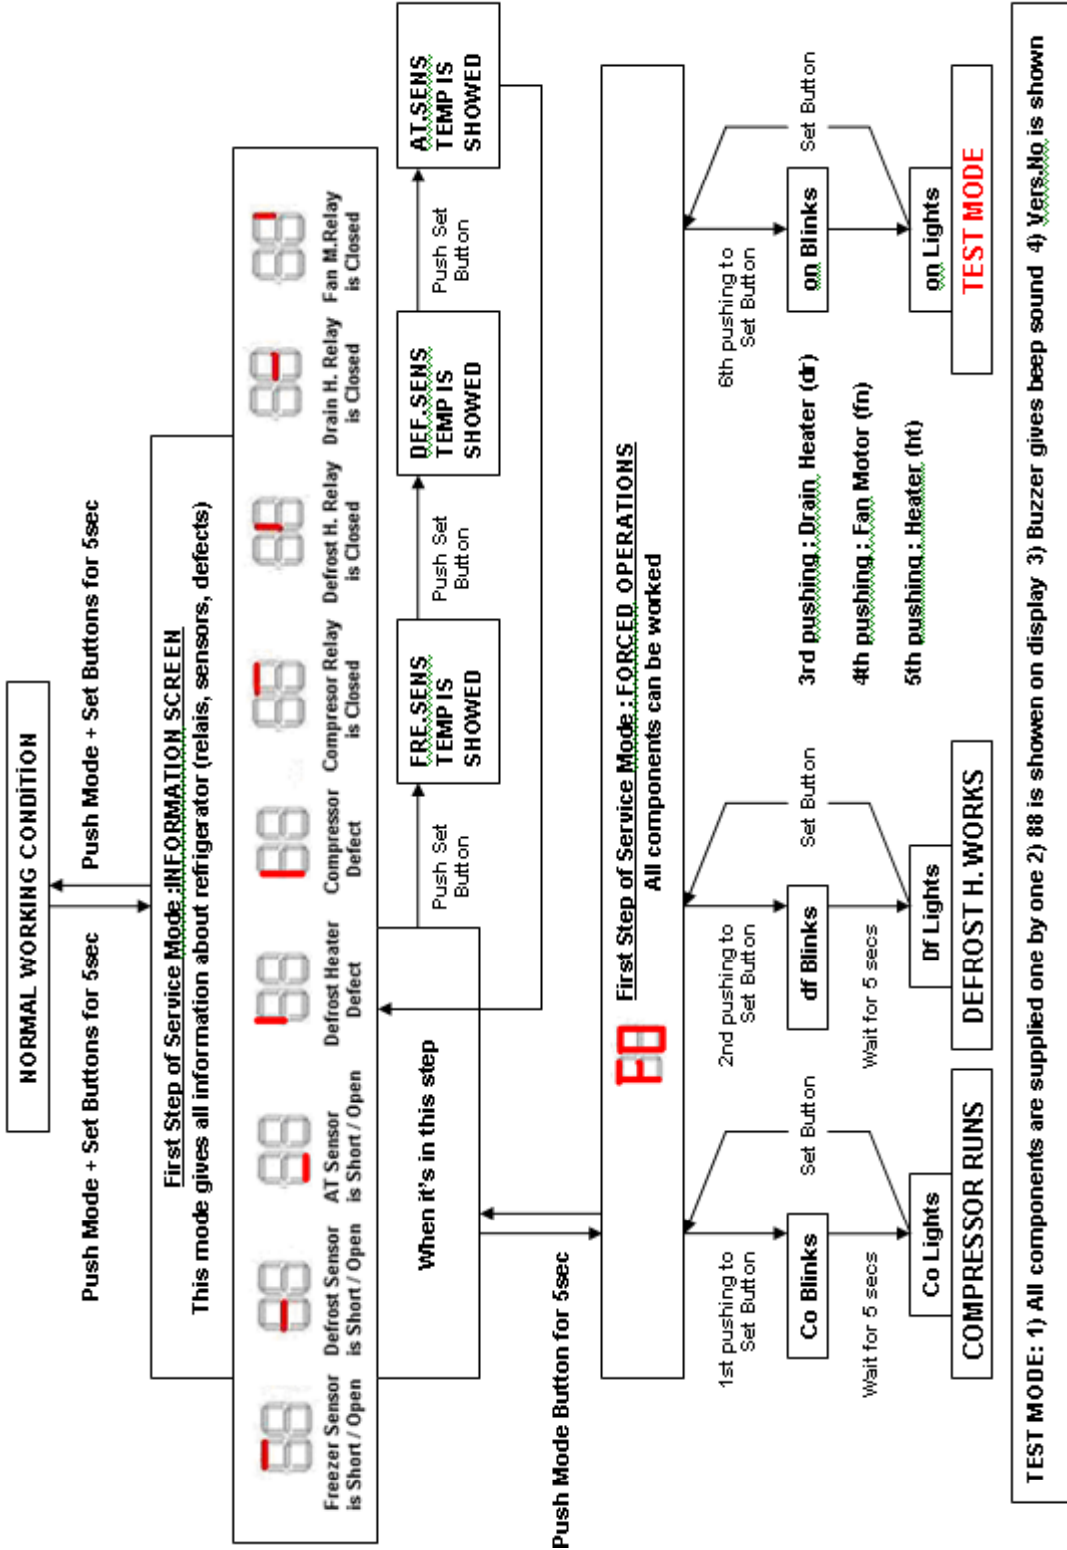 NORMAL WORKING CONDITION
Push Mode + Set Buttons for 5sec
Push Mode + Set Buttons for 5sec
First Step of Service Mode :INFORMATION SCREEN
This mode gives all information about refrigerator (relais, sensors, defects)
Freezer Sensor
is Short / Open
Defrost Sensor
is Short / Open
AT Sensor
is Short / Open
Defrost Heater
Defect
Compressor
Defect
Compresor Relay
is Closed
Defrost H. Relay
is Closed
Drain H. Relay
is Closed
Fan M.Relay
is Closed
When it's in this step
Push Set
Button
FRE.SENS
TEMP IS
SHOWED
Push Set
Button
DEF.SENS
TEMP IS
SHOWED
Push Set
Button
AT.SENS
TEMP IS
SHOWED
Push Mode Button for 5sec
F0
First Step of Service Mode : FORCED OPERATIONS
All components can be worked
1st pushing to
Set Button
Co Blinks
Set Button
Wait for 5 secs
Co Lights
COMPRESSOR RUNS
2nd pushing to
Set Button
df Blinks
Set Button
Wait for 5 secs
Df Lights
DEFROST H. WORKS
3rd pushing : Drain Heater (dr)
4th pushing : Fan Motor (fn)
5th pushing : Heater (ht)
6th pushing to
Set Button
on Blinks
Set Button
on Lights
TEST MODE
TEST MODE: 1) All components are supplied one by one 2) 88 is shown on display 3) Buzzer gives beep sound 4) Vers.No is shown